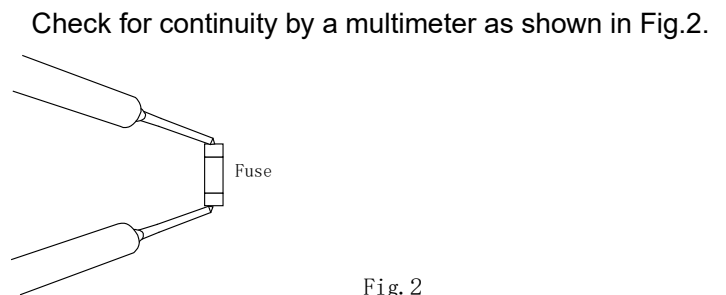 Check for continuity by a multimeter as shown in Fig.2.
Fuse
Fig. 2